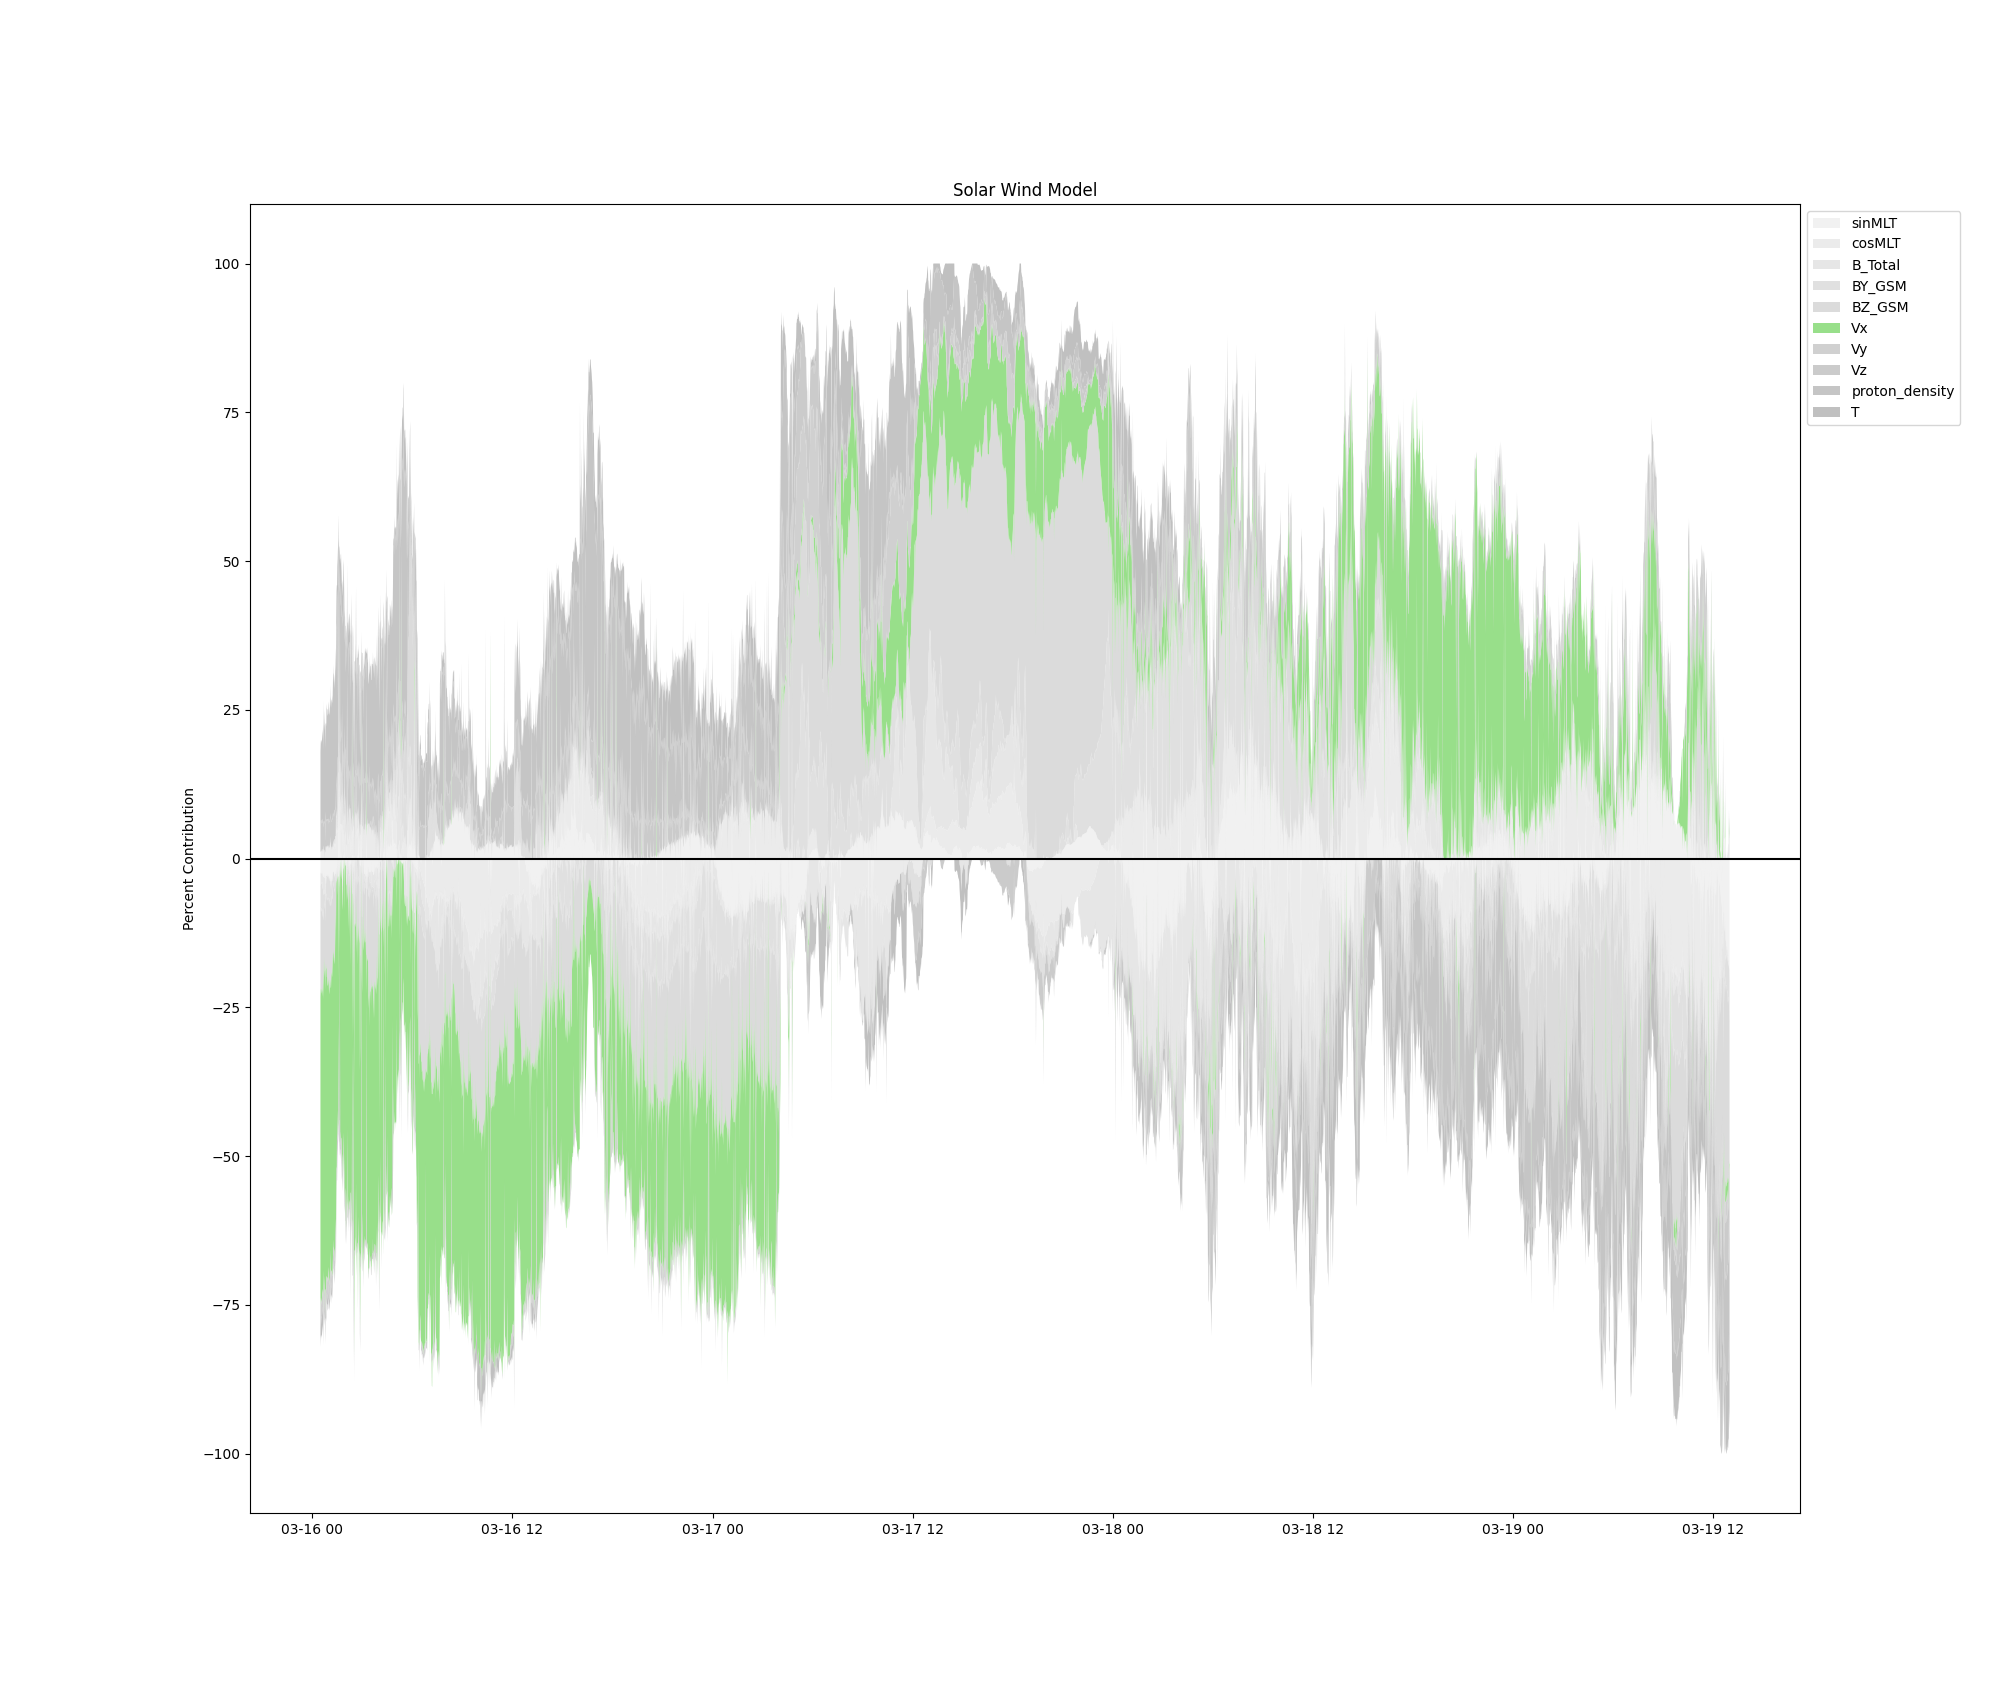 Solar Wind Model
sinMLT
cosMLT
B_Total
BY_GSM
BZ_GSM
Vx
Vy
Vz
proton_density
T
Percent Contribution
100
75
50
25
0
−25
−50
−75
−100
03-16 00
03-16 12
03-17 00
03-17 12
03-18 00
03-18 12
03-19 00
03-19 12